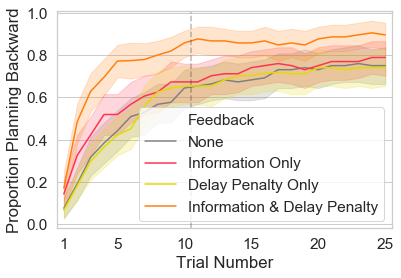 Proportion Planning Backward
1.0
0.8
0.6
0.4
0.2
0.0
Feedback
None
Information Only
Delay Penalty Only
Information & Delay Penalty
1 5 10 15 20 25
Trial Number